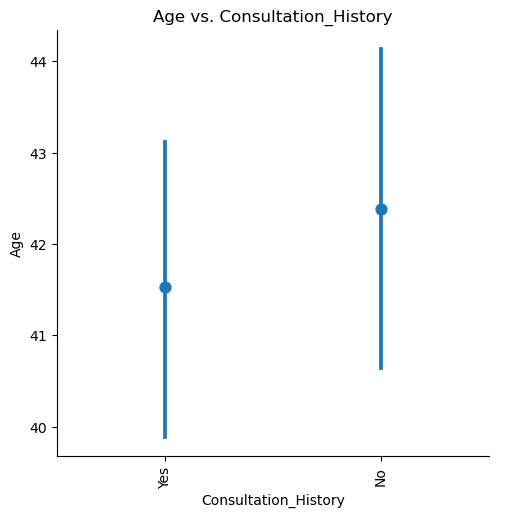 Age vs. Consultation_History
44
43
42
41
40
Age
Yes
No
Consultation_History